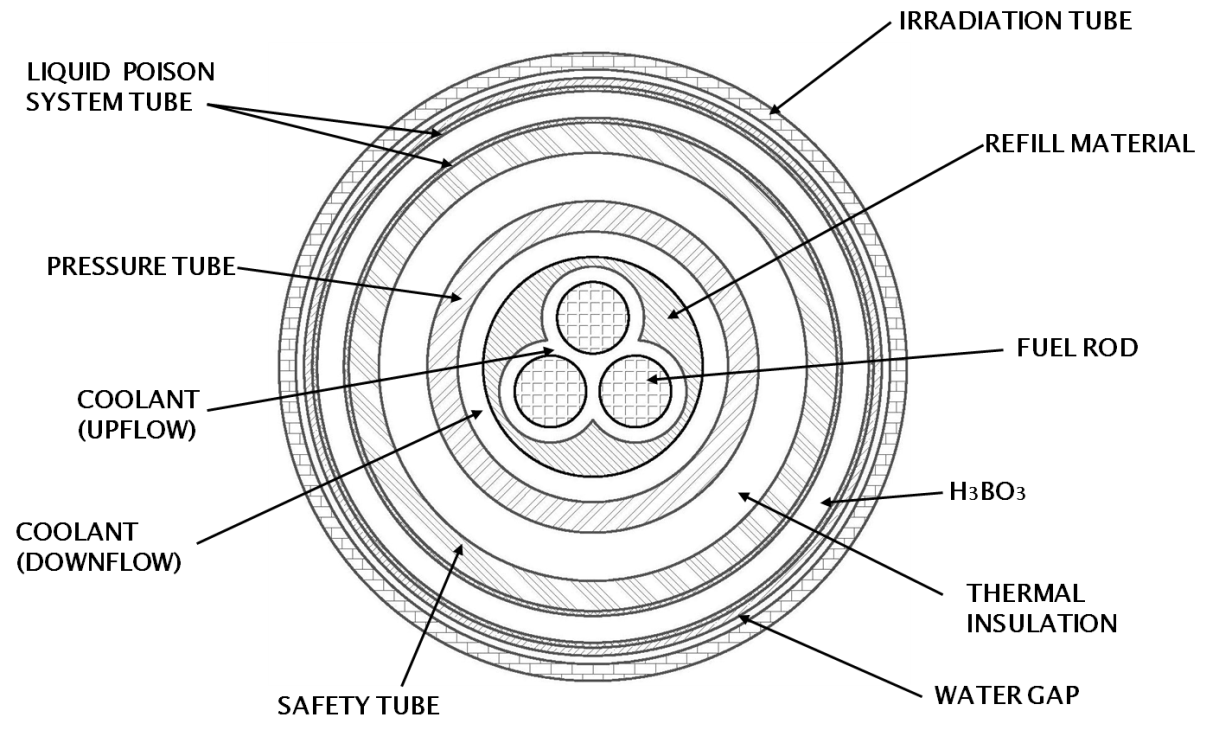 IRRADIATION TUBE
LIQUID POISON
SYSTEM TUBE
REFILL MATERIAL
PRESSURE TUBE
FUEL ROD
COOLANT
(UPFLOW)
H₃BO₃
COOLANT
(DOWNFLOW)
THERMAL
INSULATION
SAFETY TUBE
WATER GAP